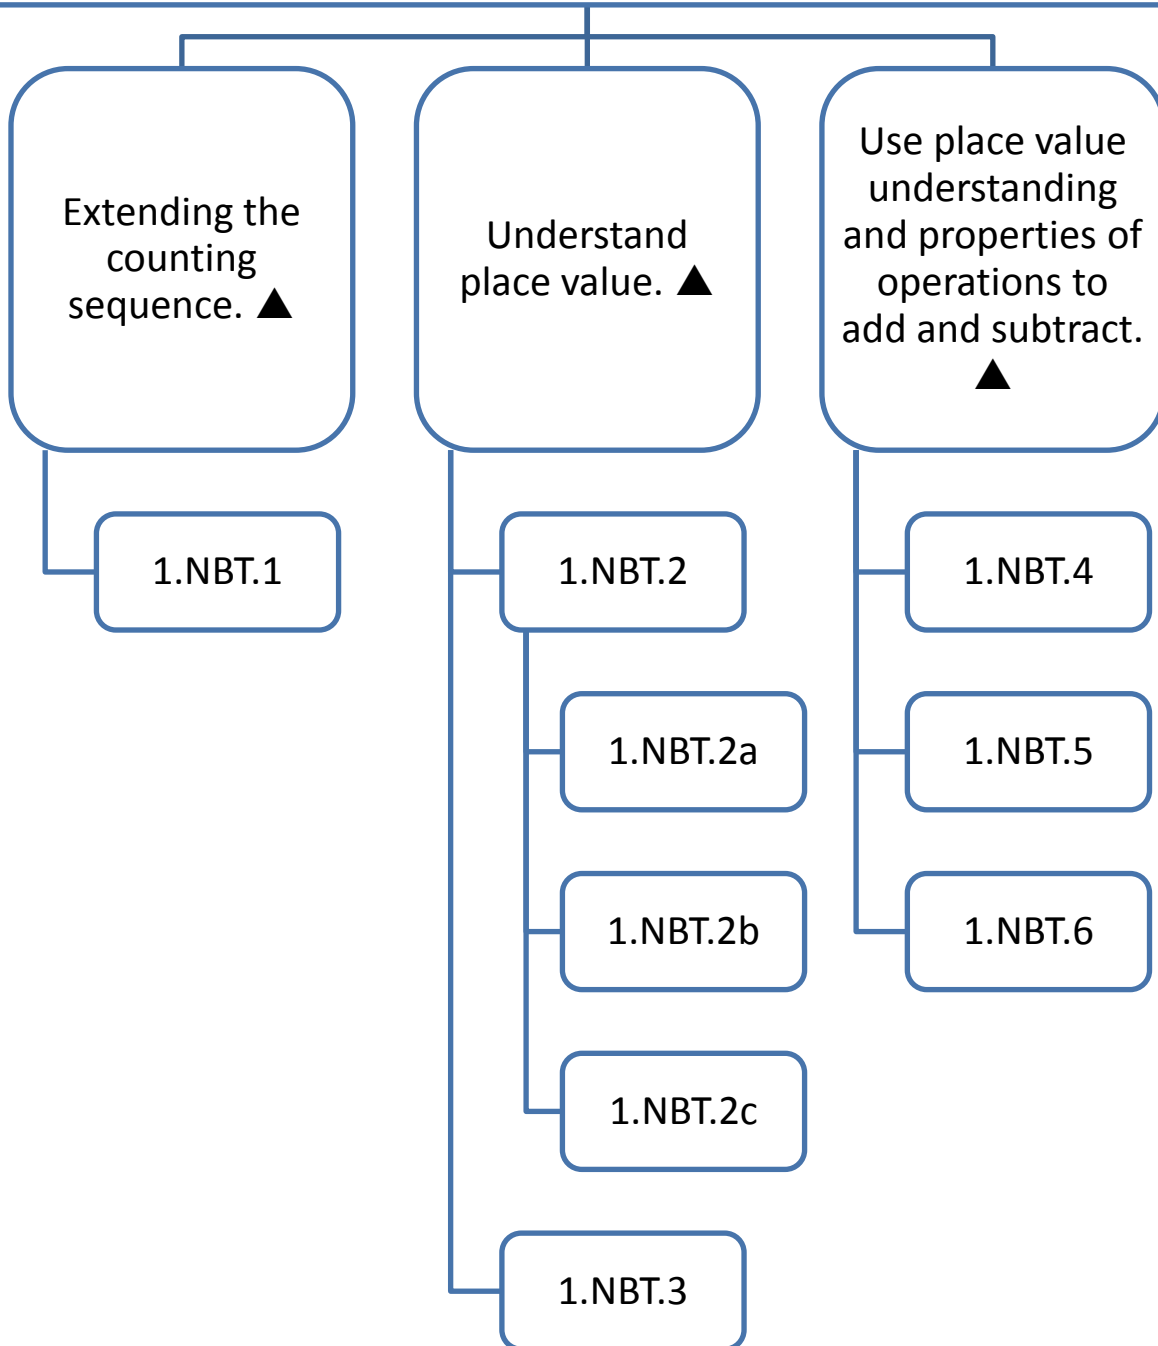 Extending the
counting
sequence. ▲
1.NBT.1
Understand
place value. ▲
1.NBT.2
1.NBT.2a
1.NBT.2b
1.NBT.2c
1.NBT.3
Use place value
understanding
and properties of
operations to
add and subtract.
▲
1.NBT.4
1.NBT.5
1.NBT.6